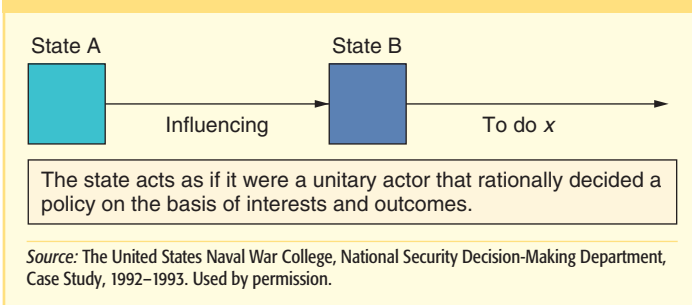 State A State B
Influencing To do x
The state acts as if it were a unitary actor that rationally decided a
policy on the basis of interests and outcomes.
Source: The United States Naval War College, National Security Decision-Making Department,
Case Study, 1992–1993. Used by permission.